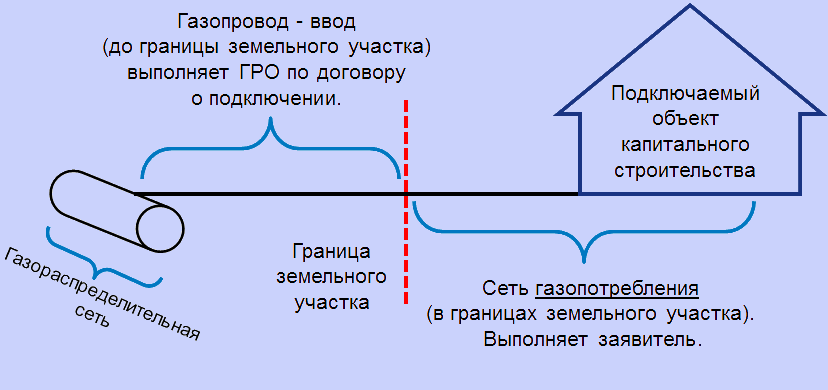 Газопровод - ввод
(до границы земельного участка)
выполняет ГРО по договору
о подключении.
Подключаемый
объект
капитального
строительства
Газораспределительная
сеть
Граница
земельного
участка
Сеть газопотребления
(в границах земельного участка).
Выполняет заявитель.